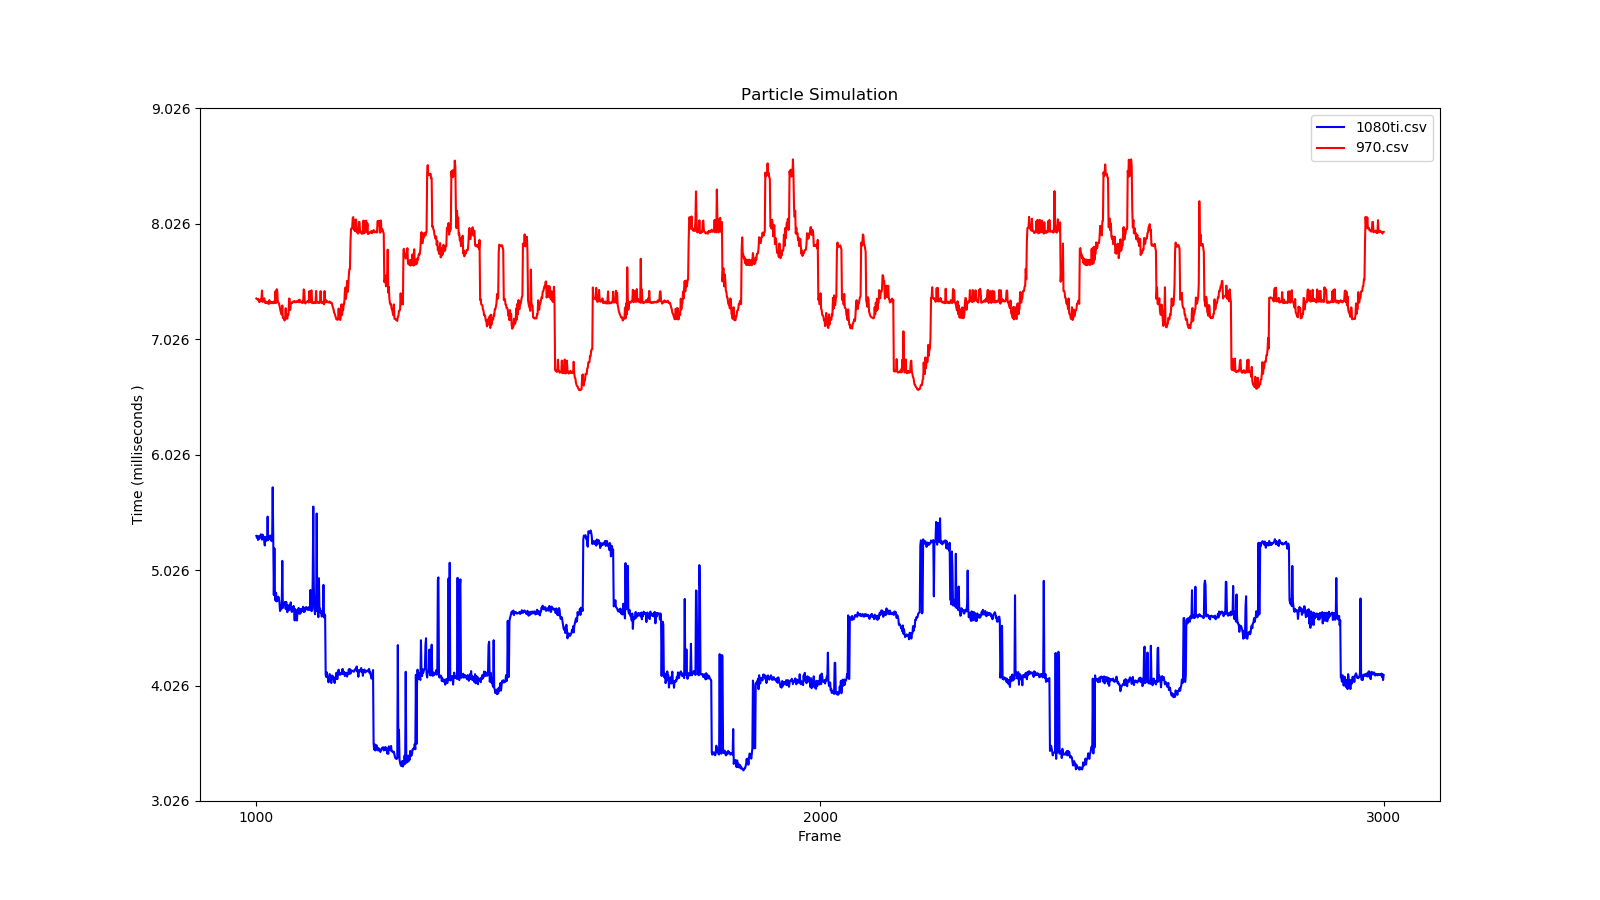 Particle Simulation
9.026
8.026
7.026
6.026
5.026
4.026
3.026
Time (milliseconds )
1000
2000
3000
Frame
1080ti.csv
970.csv